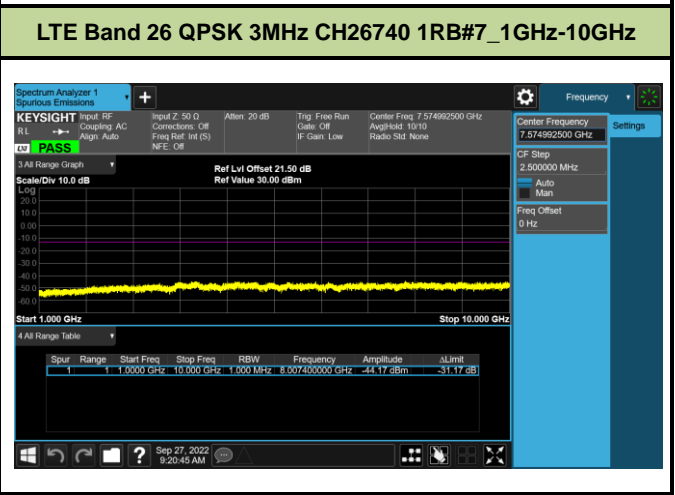 LTE Band 26 QPSK 3MHz CH26740 1RB#7_1GHz-10GHz
Spectrum Analyzer 1
Spurious Emissions
Frequency
KEYSIGHT
RL
PASS
Input: RF
Coupling: AC
Align: Auto
Input Z: 50 Ω
Corrections: Off
Freq Ref: Int (S)
NFE: Off
Atten: 20 dB
Trig: Free Run
Gate: Off
IF Gain: Low
Center Freq: 7.574992500 GHz
Avg|Hold: 10/10
Radio Std: None
Center Frequency
7.574992500 GHz
Settings
CF Step
2.500000 MHz
Auto
Man
Freq Offset
0 Hz
3 All Range Graph
Scale/Div 10.0 dB
Ref Lvl Offset 21.50 dB
Ref Value 30.00 dBm
Log
20.0
10.0
0.00
-10.0
-20.0
-30.0
-40.0
-50.0
-60.0
Start 1.000 GHz
Stop 10.000 GHz
4 All Range Table
Spur Range Start Freq Stop Freq RBW Frequency Amplitude ΔLimit
1 1 1.0000 GHz 10.000 GHz 1.000 MHz 8.007400000 GHz -44.17 dBm -31.17 dB
?
Sep 27, 2022
9:20:45 AM